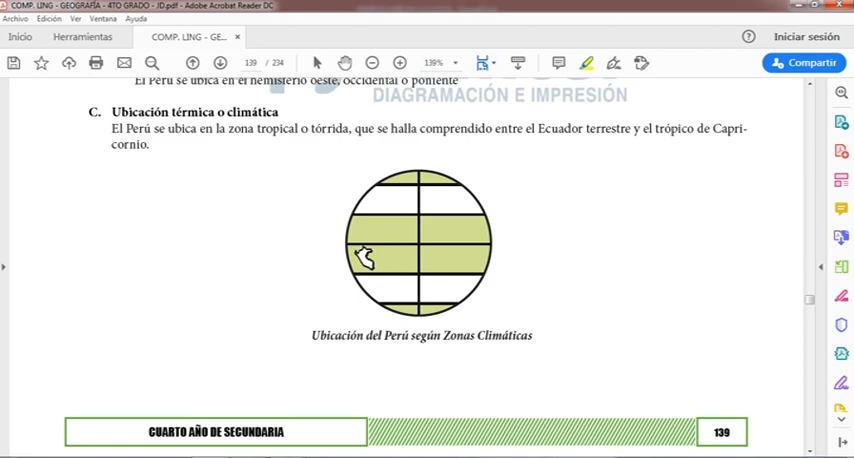 COMP. LING - GEOGRAFÍA - 4TO GRADO - JD.pdf - Adobe Acrobat Reader DC
Archivo Edición Ver Ventana Ayuda
Inicio Herramientas COMP. LING - GE... × Iniciar sesión
139 / 234 139% Compartir
El Perú se ubica en el hemisferio oeste, occidental o poniente
DIAGRAMACIÓN E IMPRESIÓN
C. Ubicación térmica o climática
El Perú se ubica en la zona tropical o tórrida, que se halla comprendido entre el Ecuador terrestre y el trópico de Capri-
cornio.
Ubicación del Perú según Zonas Climáticas
CUARTO AÑO DE SECUNDARIA 139